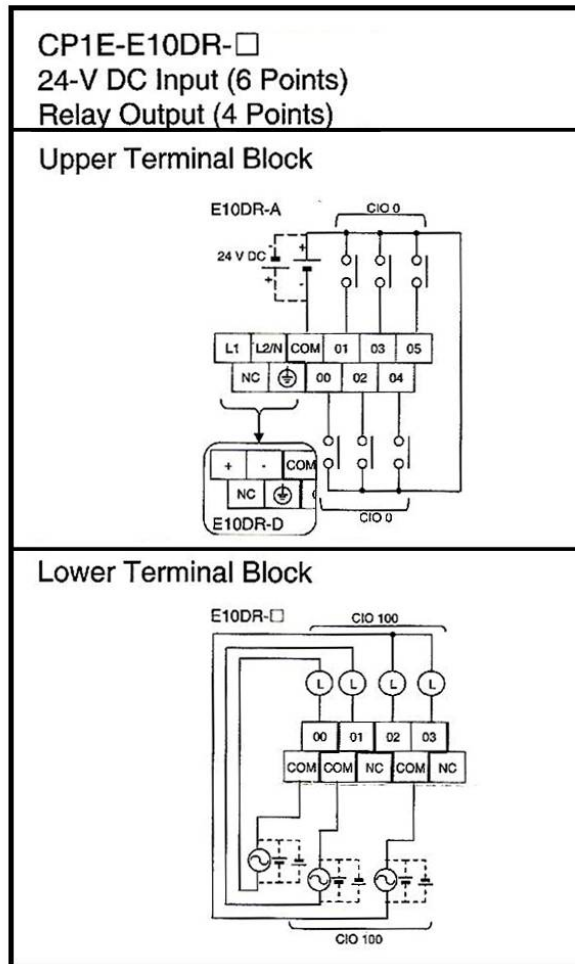 CP1E-E10DR-□
24-V DC Input (6 Points)
Relay Output (4 Points)
Upper Terminal Block
E10DR-A
CIO 0
- +
24 V DC
+ -
L1 L2/N COM 01 03 05
NC 00 02 04
+ - COM
NC
E10DR-D
CIO 0
Lower Terminal Block
E10DR-□
CIO 100
L L L L
00 01 02 03
COM COM NC COM NC
CIO 100